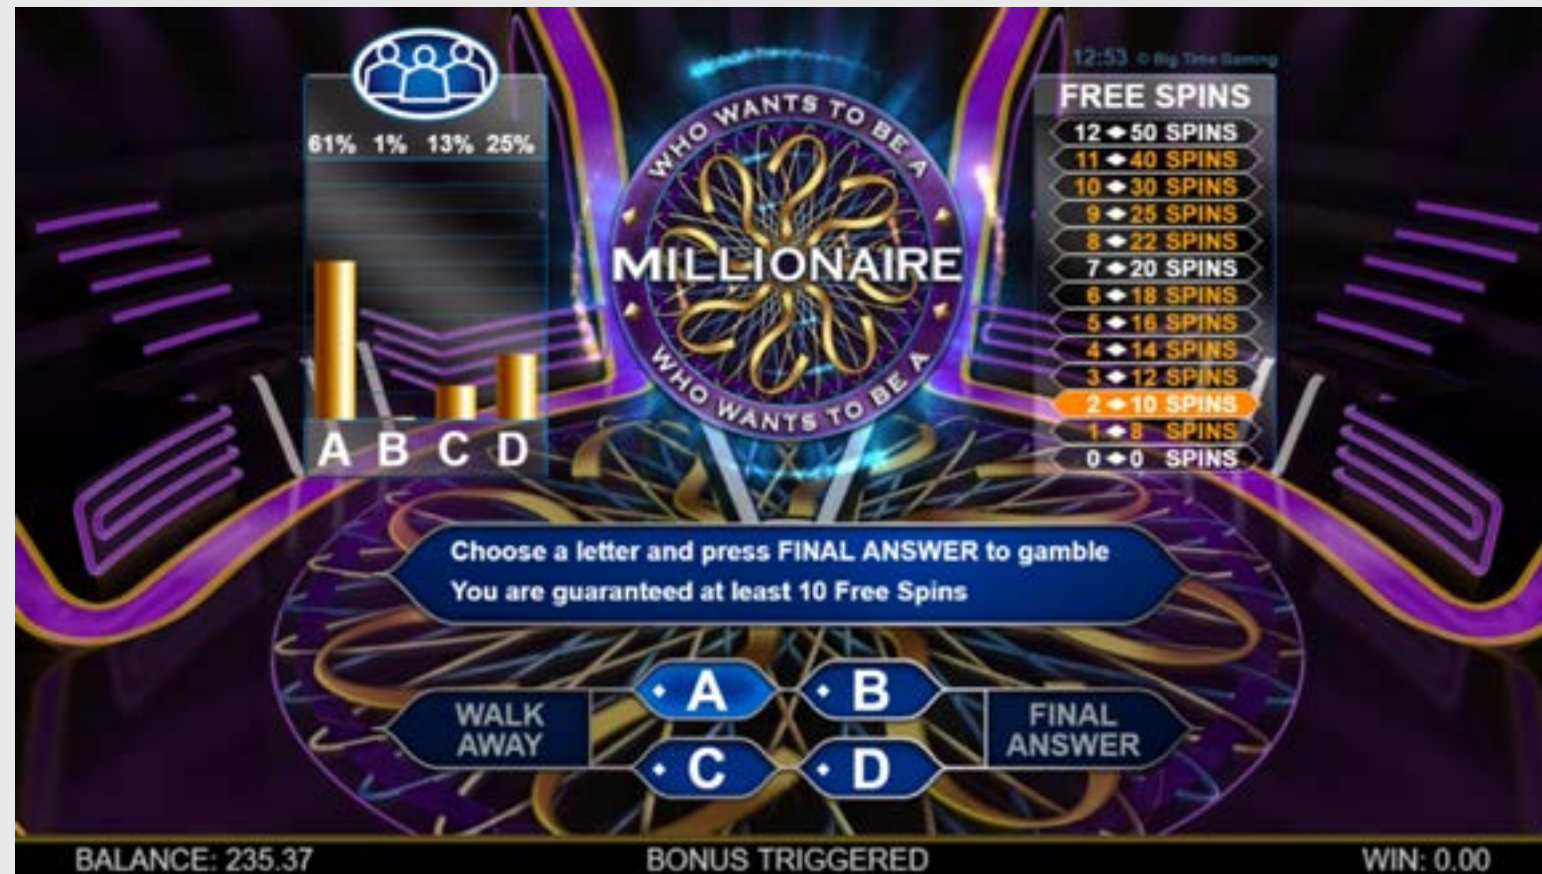 12:53 © Big Time Gaming
61% 1% 13% 25%
A B C D
WHO WANTS TO BE A
MILLIONAIRE
WHO WANTS TO BE A
FREE SPINS
12 50 SPINS
11 40 SPINS
10 30 SPINS
9 25 SPINS
8 22 SPINS
7 20 SPINS
6 18 SPINS
5 16 SPINS
4 14 SPINS
3 12 SPINS
2 10 SPINS
1 8 SPINS
0 0 SPINS
Choose a letter and press FINAL ANSWER to gamble
You are guaranteed at least 10 Free Spins
WALK
AWAY
A
B
C
D
FINAL
ANSWER
BALANCE: 235.37
BONUS TRIGGERED
WIN: 0.00